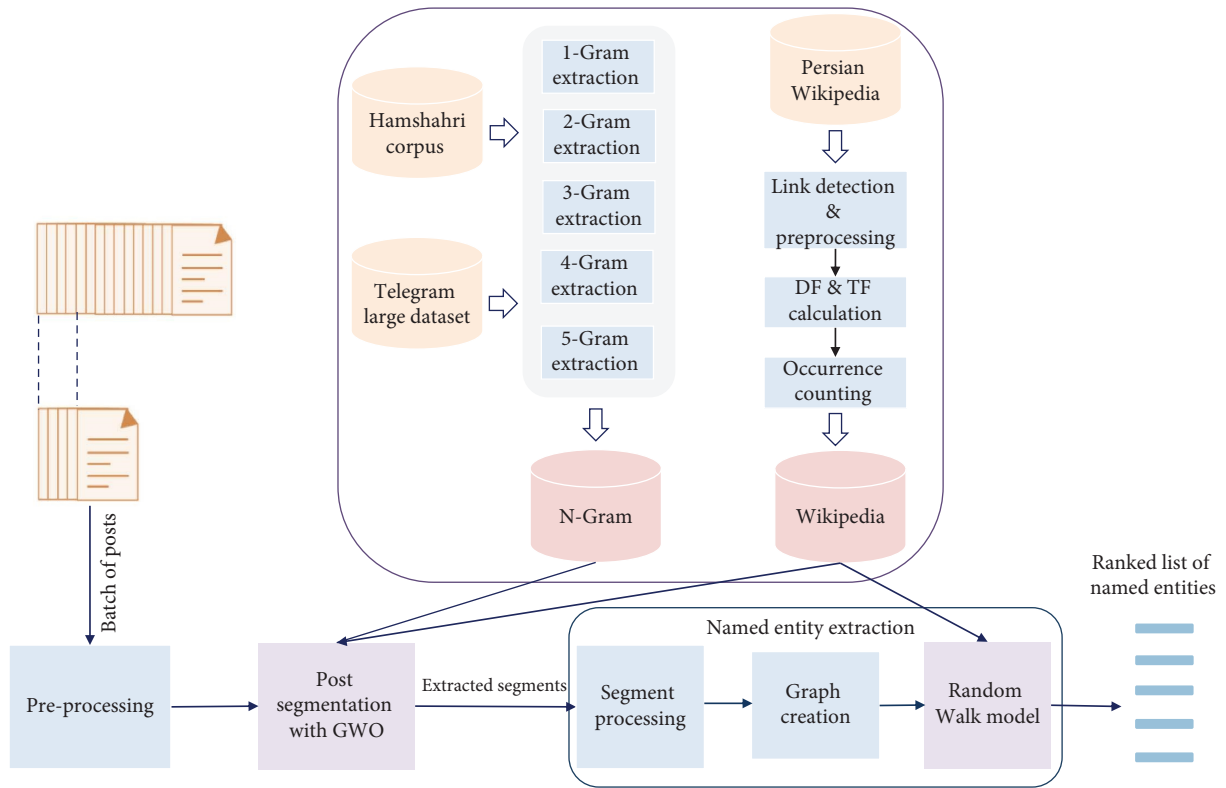 1-Gram
extraction
2-Gram
extraction
3-Gram
extraction
4-Gram
extraction
5-Gram
extraction
Hamshahri
corpus
Telegram
large dataset
N-Gram
Persian
Wikipedia
Link detection
&
preprocessing
DF & TF
calculation
Occurrence
counting
Wikipedia
Batch of posts
Pre-processing
Post
segmentation
with GWO
Extracted segments
Named entity extraction
Segment
processing
Graph
creation
Random
Walk model
Ranked list of
named entities